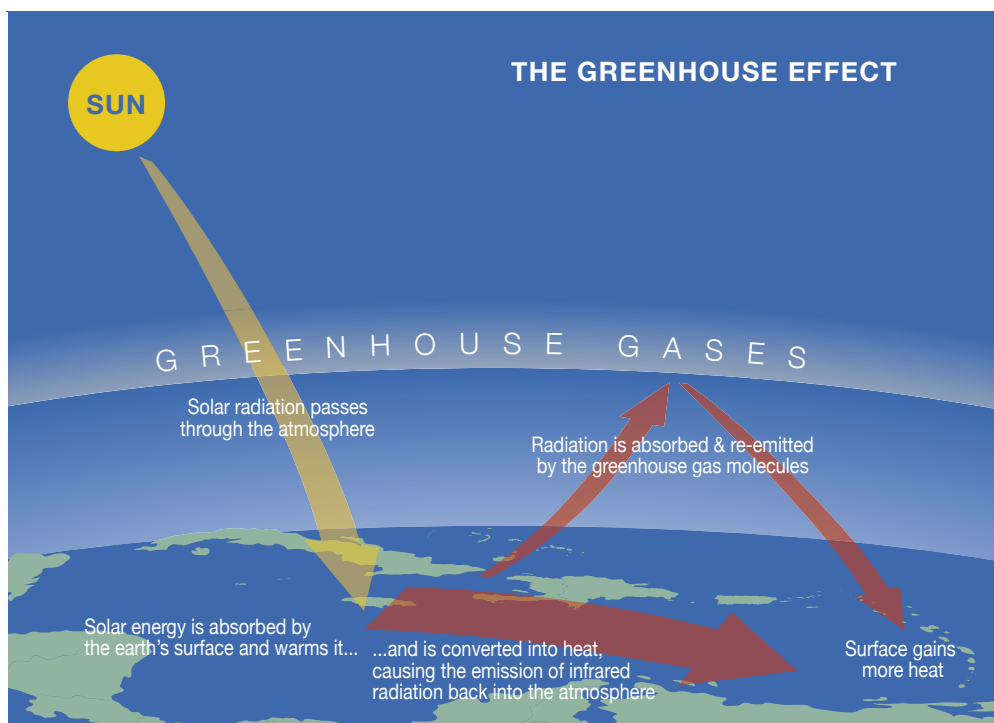 THE GREENHOUSE EFFECT
SUN
GREENHOUSE GASES
Solar radiation passes
through the atmosphere
Radiation is absorbed & re-emitted
by the greenhouse gas molecules
Solar energy is absorbed by
the earth's surface and warms it...
...and is converted into heat,
causing the emission of infrared
radiation back into the atmosphere
Surface gains
more heat